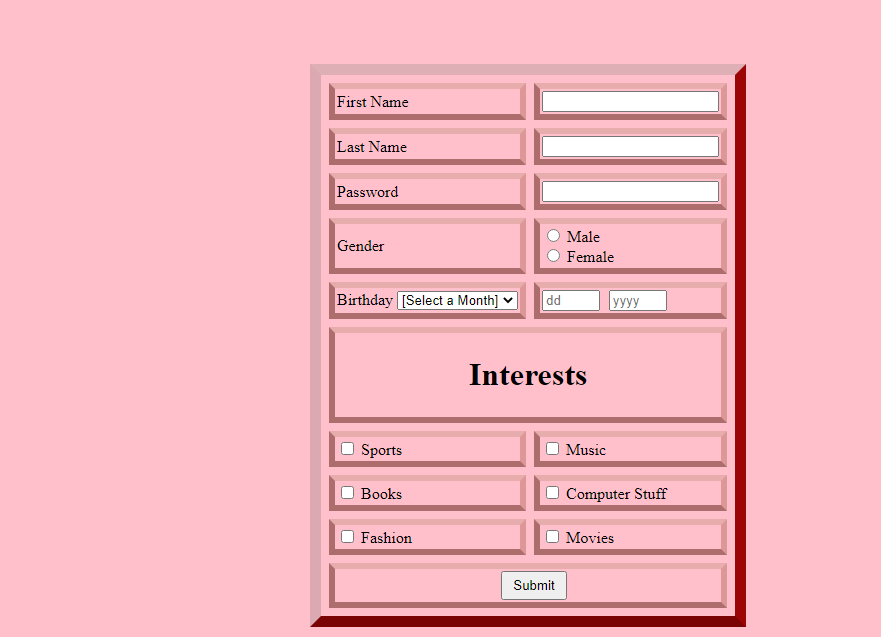 First Name
Last Name
Password
Gender
Male
Female
Birthday [Select a Month] dd yyyy
Interests
Sports Music
Books Computer Stuff
Fashion Movies
Submit